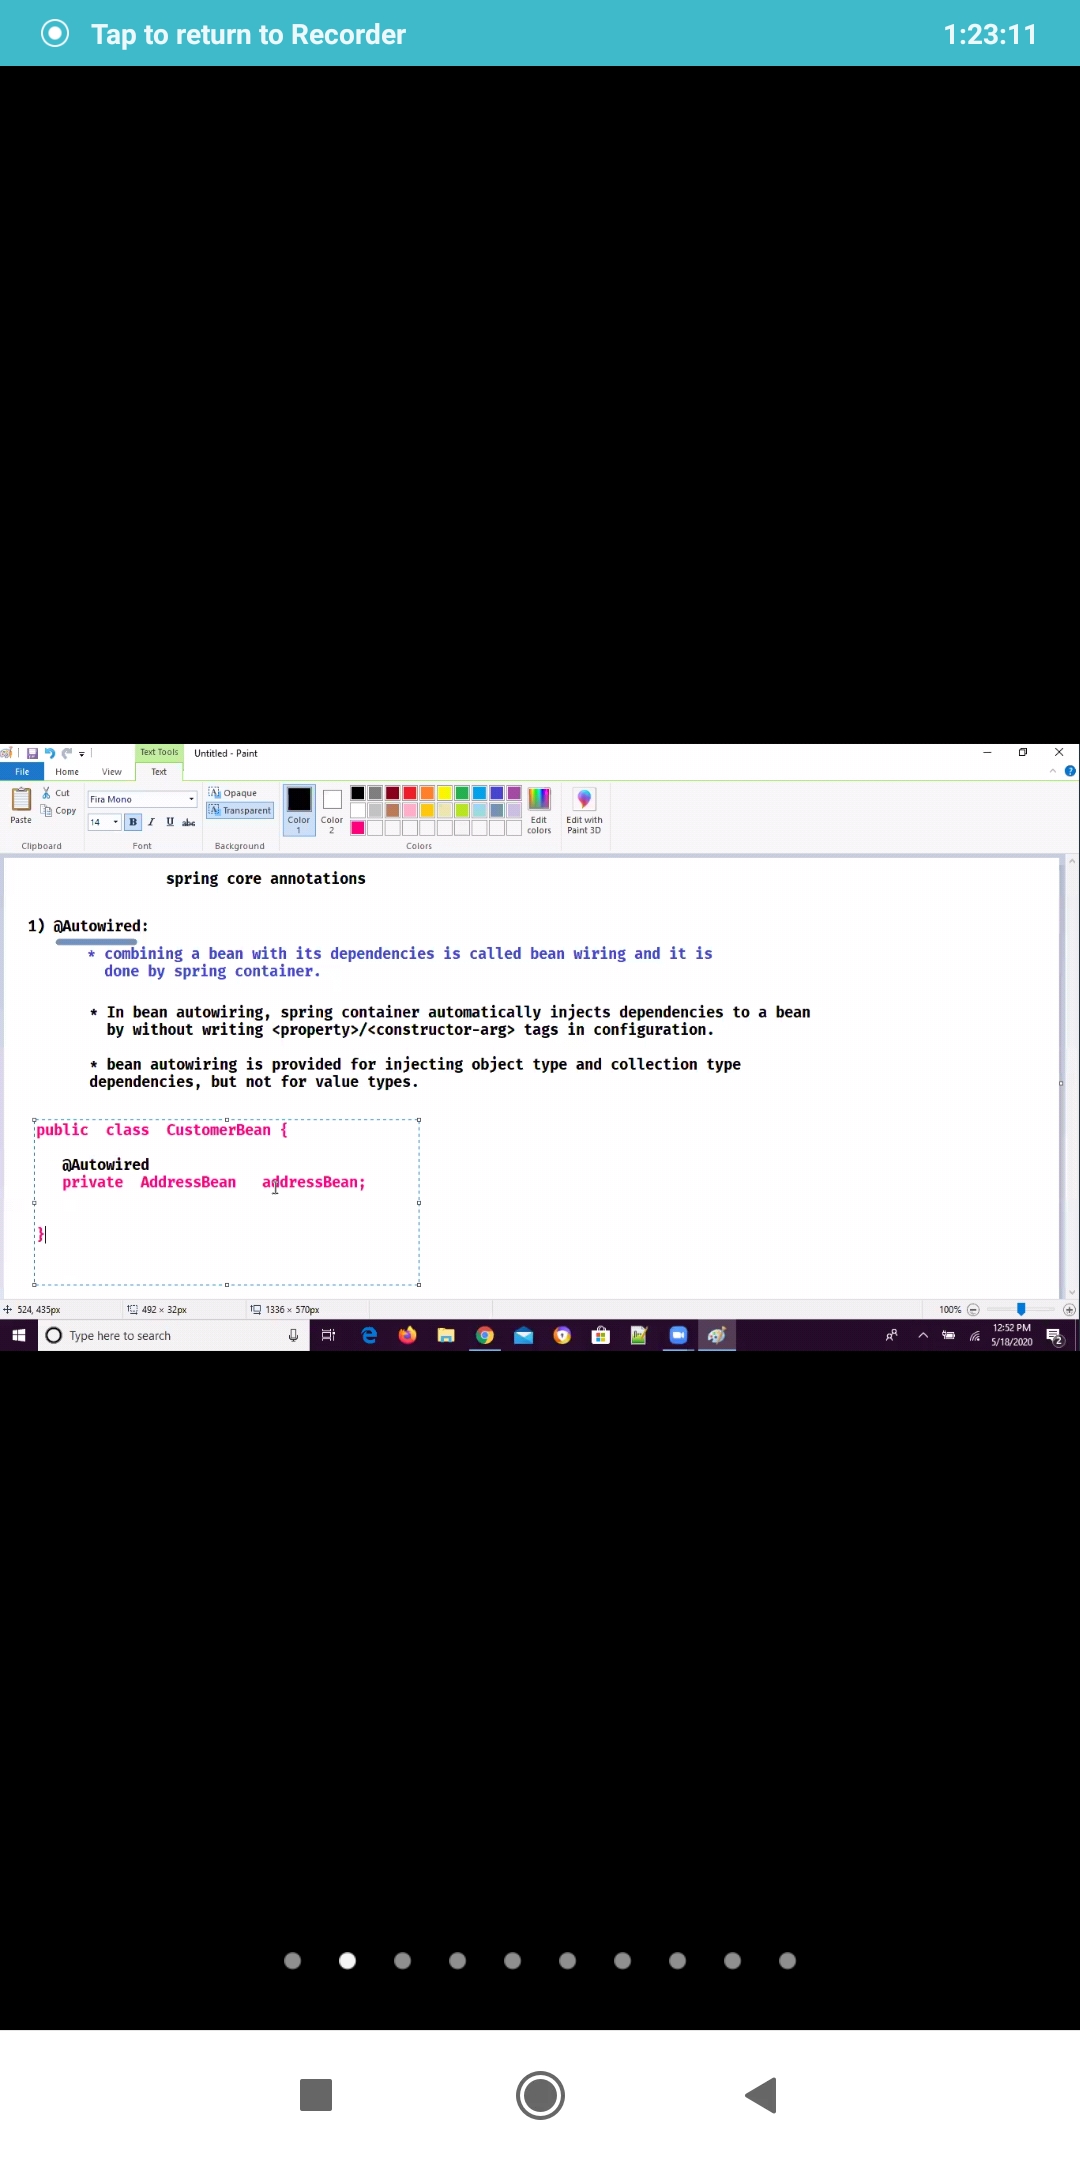 Tap to return to Recorder 1:23:11
Text Tools Untitled - Paint
File Home View Text
Paste
Cut
Copy
Clipboard
Fira Mono
14 B I U abc
Font
Opaque
Transparent
Background
Color 1
Color 2
Edit colors
Edit with Paint 3D
Colors
spring core annotations
1) @Autowired:
* combining a bean with its dependencies is called bean wiring and it is
done by spring container.
* In bean autowiring, spring container automatically injects dependencies to a bean
by without writing <property>/<constructor-arg> tags in configuration.
* bean autowiring is provided for injecting object type and collection type
dependencies, but not for value types.
public class CustomerBean {
@Autowired
private AddressBean addressBean;
}
524, 435px 492 × 32px 1336 × 570px 100%
Type here to search
12:52 PM
5/18/2020
2